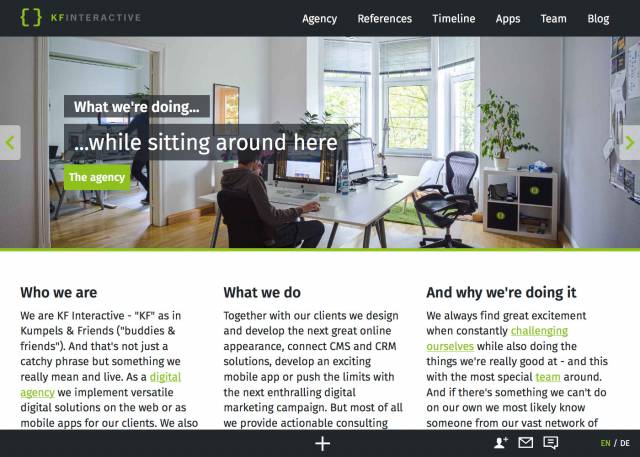 { } KFINTERACTIVE
Agency References Timeline Apps Team Blog
What we're doing...
...while sitting around here
The agency
Who we are
We are KF Interactive - "KF" as in
Kumpels & Friends ("buddies &
friends"). And that's not just a
catchy phrase but something we
really mean and live. As a digital
agency we implement versatile
digital solutions on the web or as
mobile apps for our clients. We also
What we do
Together with our clients we design
and develop the next great online
appearance, connect CMS and CRM
solutions, develop an exciting
mobile app or push the limits with
the next enthralling digital
marketing campaign. But most of all
we provide actionable consulting
And why we're doing it
We always find great excitement
when constantly challenging
ourselves while also doing the
things we're really good at - and this
with the most special team around.
And if there's something we can't do
on our own we most likely know
someone from our vast network of
EN / DE